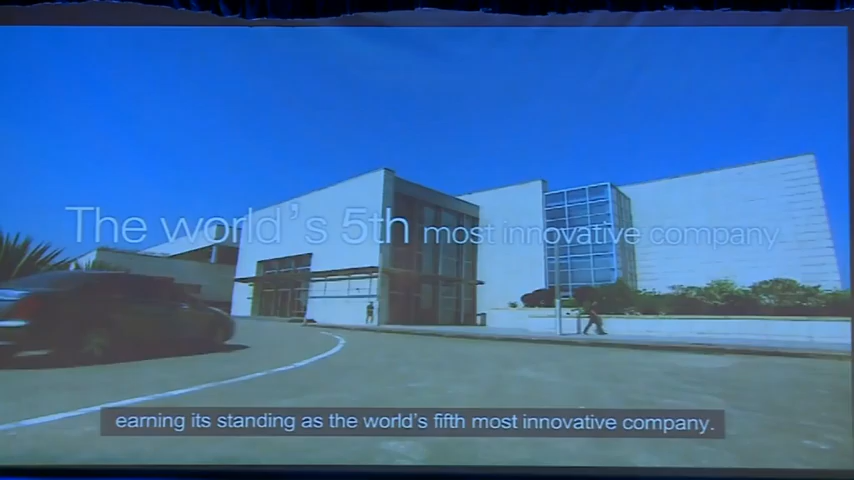 The world's 5th most innovative company
earning its standing as the world's fifth most innovative company.